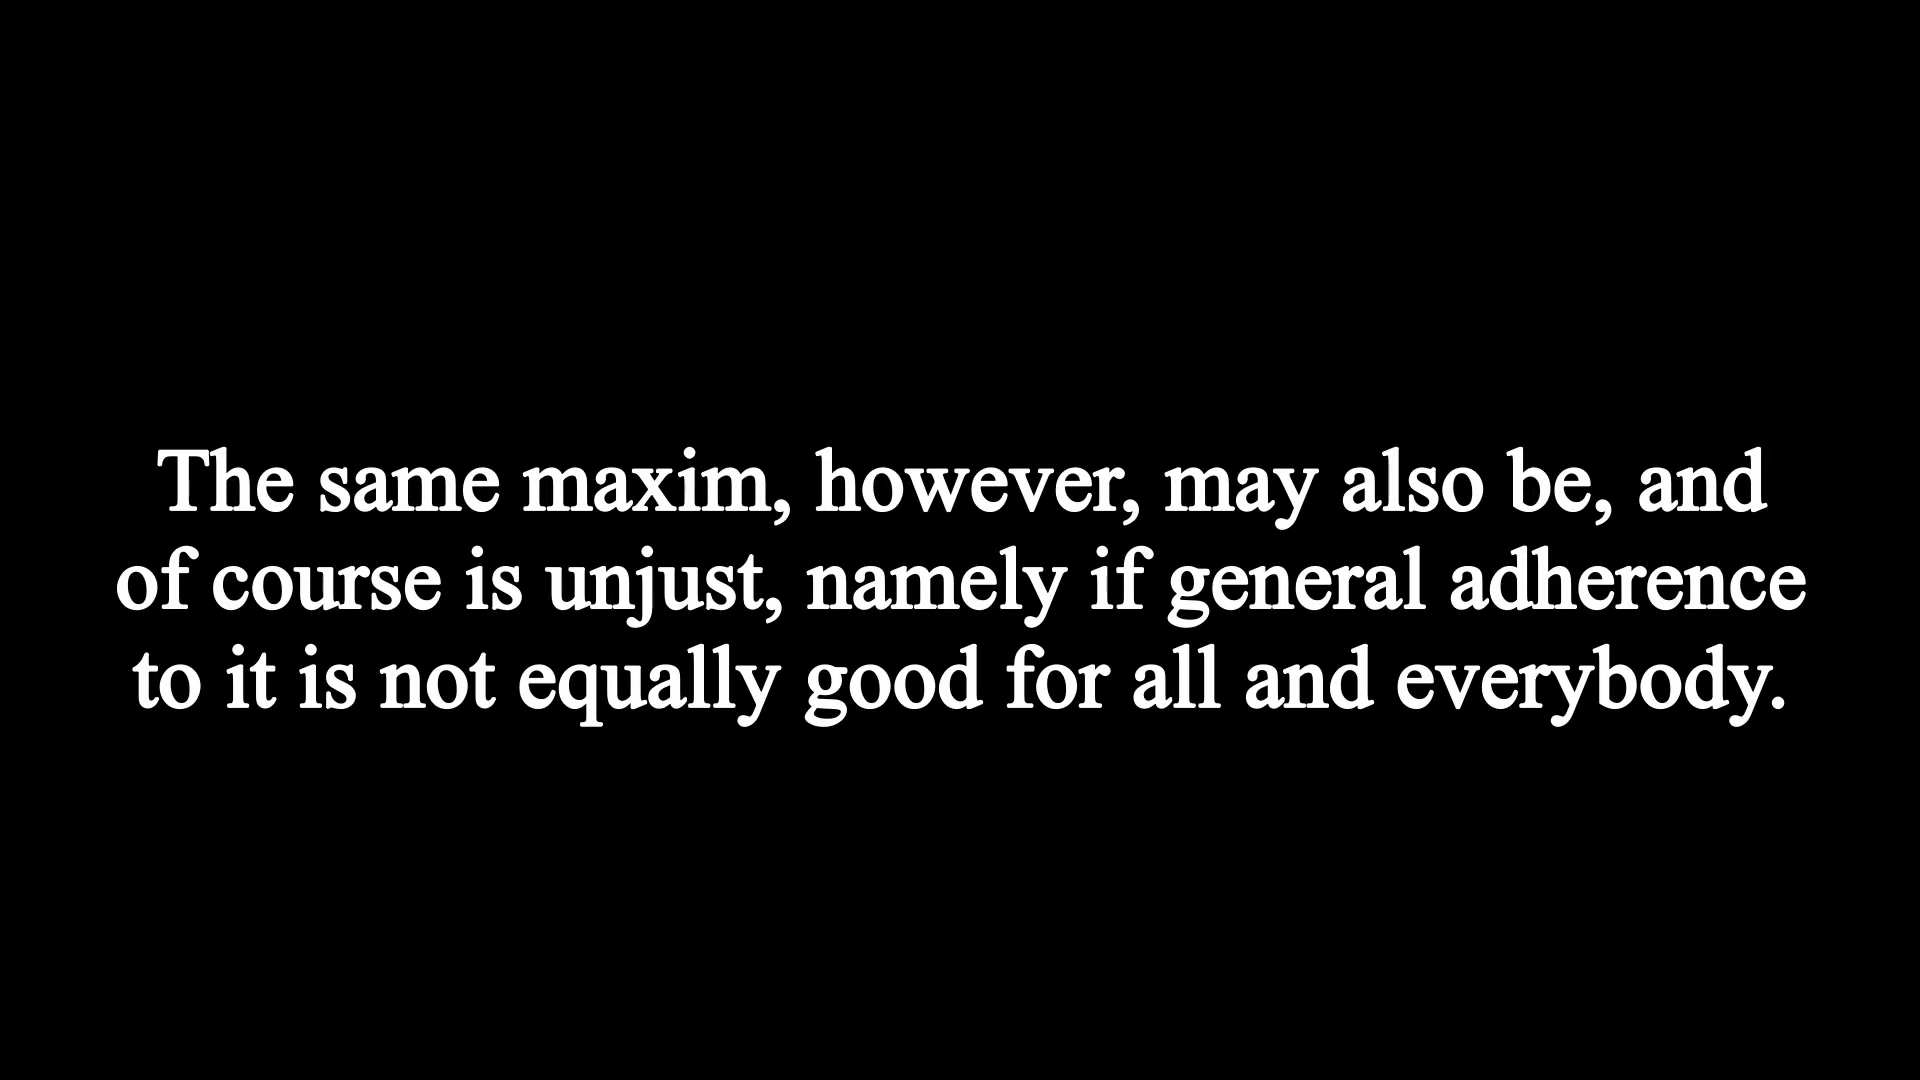 The same maxim, however, may also be, and
of course is unjust, namely if general adherence
to it is not equally good for all and everybody.